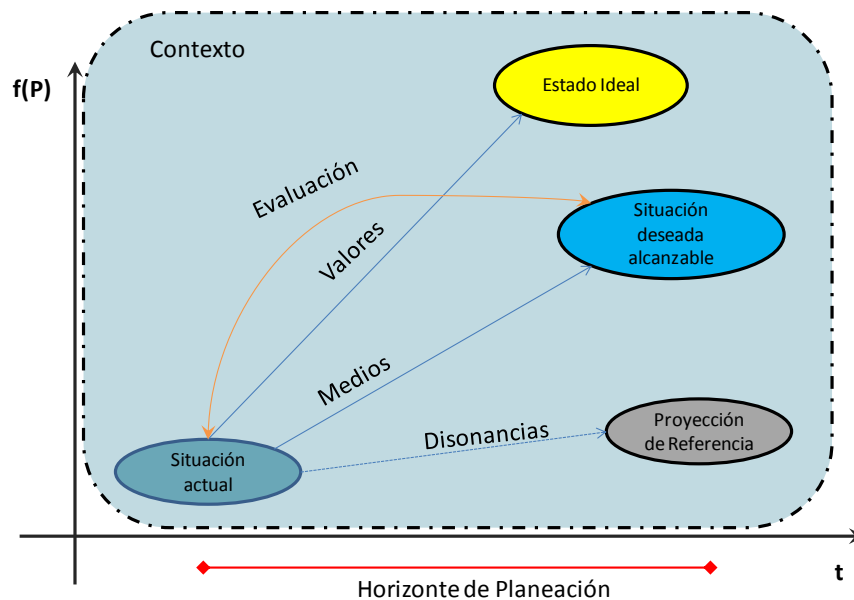 Contexto
f(P)
Estado Ideal
Evaluación
Valores
Situación
deseada
alcanzable
Medios
Disonancias
Proyección
de Referencia
Situación
actual
t
Horizonte de Planeación